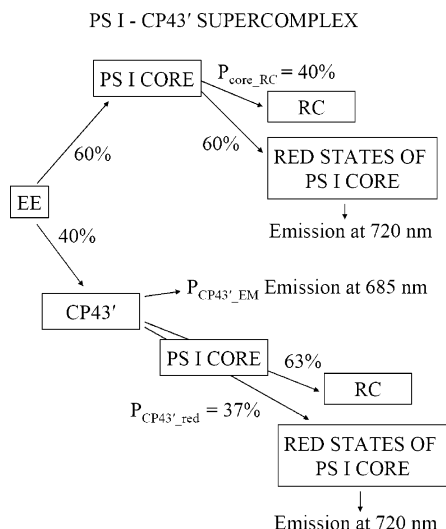 PS I - CP43′ SUPERCOMPLEX
PS I CORE
P_core_RC = 40%
RC
60%
60%
RED STATES OF
PS I CORE
EE
Emission at 720 nm
40%
P_CP43′_EM Emission at 685 nm
CP43′
PS I CORE
63%
RC
P_CP43′_red = 37%
RED STATES OF
PS I CORE
Emission at 720 nm